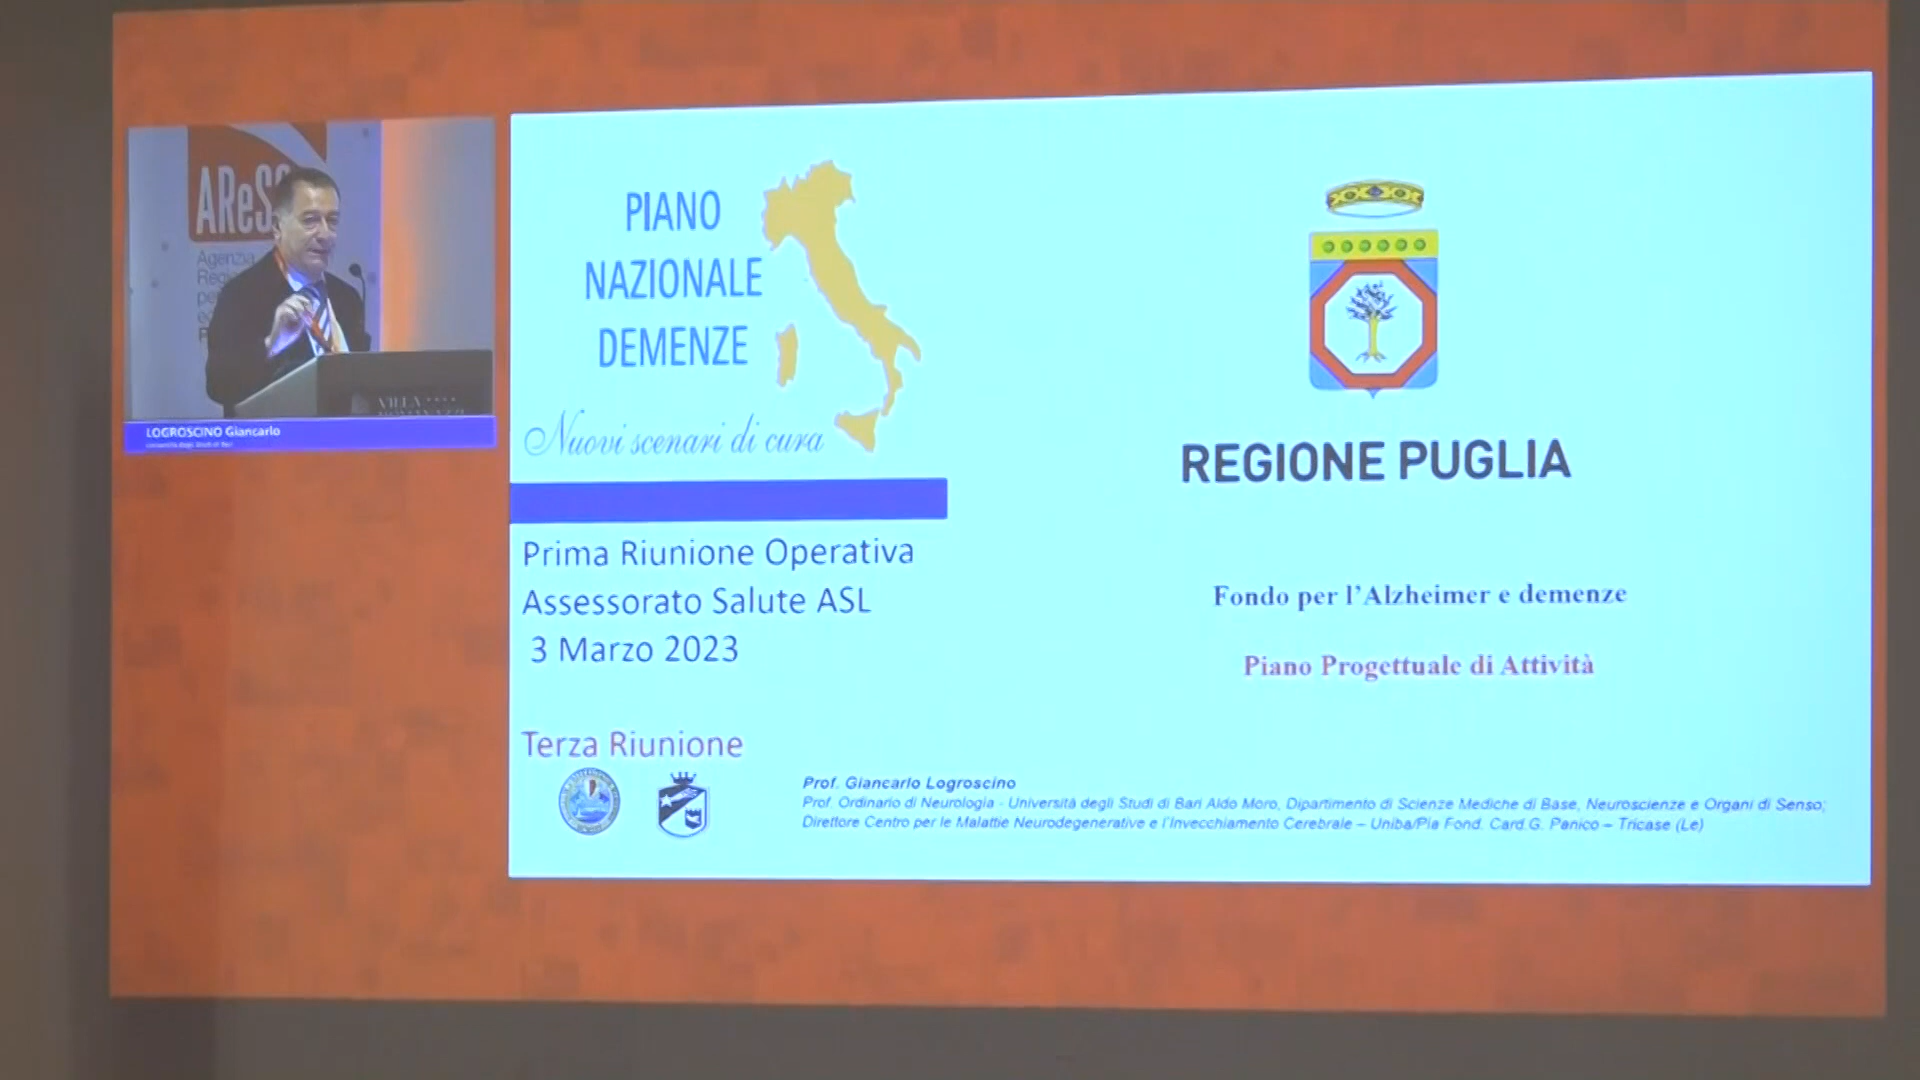 AReSS
Agenzia
LOGROSCINO Giancarlo
PIANO
NAZIONALE
DEMENZE
Nuovi scenari di cura
Prima Riunione Operativa
Assessorato Salute ASL
3 Marzo 2023
Terza Riunione
REGIONE PUGLIA
Fondo per l’Alzheimer e demenze
Piano Progettuale di Attività
Prof. Giancarlo Logroscino
Prof. Ordinario di Neurologia - Università degli Studi di Bari Aldo Moro, Dipartimento di Scienze Mediche di Base, Neuroscienze e Organi di Senso;
Direttore Centro per le Malattie Neurodegenerative e l’Invecchiamento Cerebrale – Uniba/Pia Fond. Card.G. Panico – Tricase (Le)